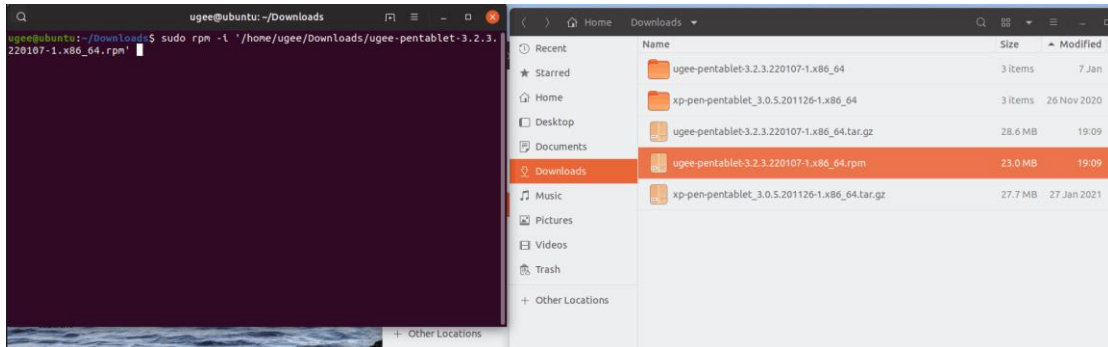 ugee@ubuntu: ~/Downloads
ugee@ubuntu:~/Downloads$ sudo rpm -i '/home/ugee/Downloads/ugee-pentablet-3.2.3.
220107-1.x86_64.rpm'
+ Other Locations
Home Downloads
Recent
Starred
Home
Desktop
Documents
Downloads
Music
Pictures
Videos
Trash
+ Other Locations
Name Size Modified
ugee-pentablet-3.2.3.220107-1.x86_64 3 items 7 Jan
xp-pen-pentablet_3.0.5.201126-1.x86_64 3 items 26 Nov 2020
ugee-pentablet-3.2.3.220107-1.x86_64.tar.gz 28.6 MB 19:09
ugee-pentablet-3.2.3.220107-1.x86_64.rpm 23.0 MB 19:09
xp-pen-pentablet_3.0.5.201126-1.x86_64.tar.gz 27.7 MB 27 Jan 2021